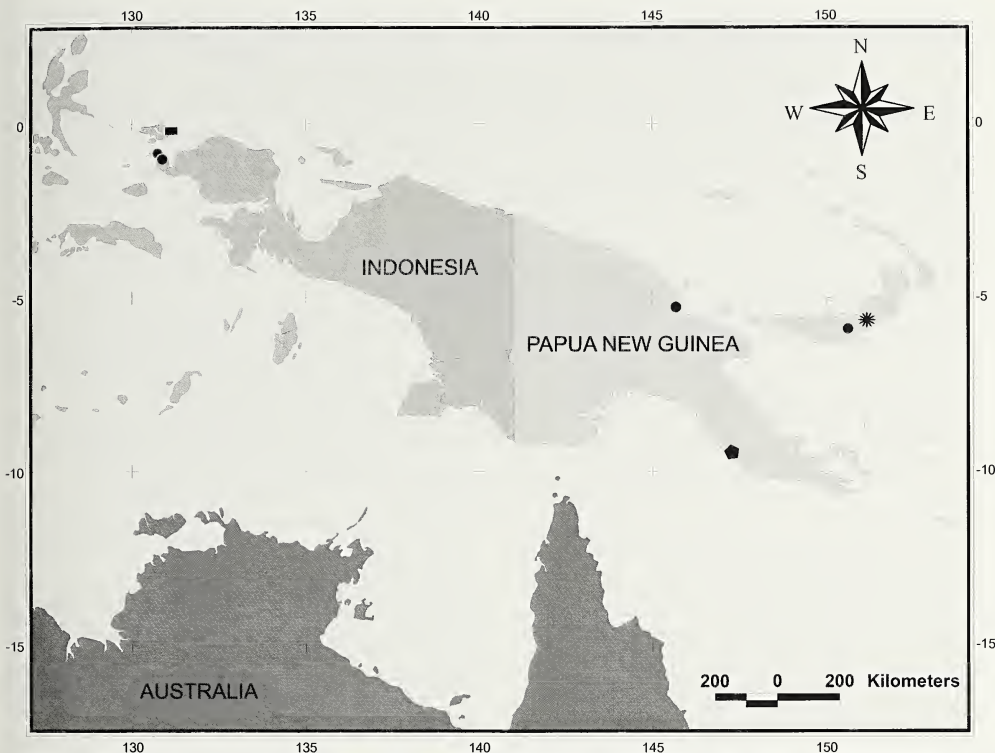 130 135 140 145 150
N
W E
S
0 0
INDONESIA
-5 -5
PAPUA NEW GUINEA
-10 -10
-15 -15
200 0 200 Kilometers
AUSTRALIA
130 135 140 145 150